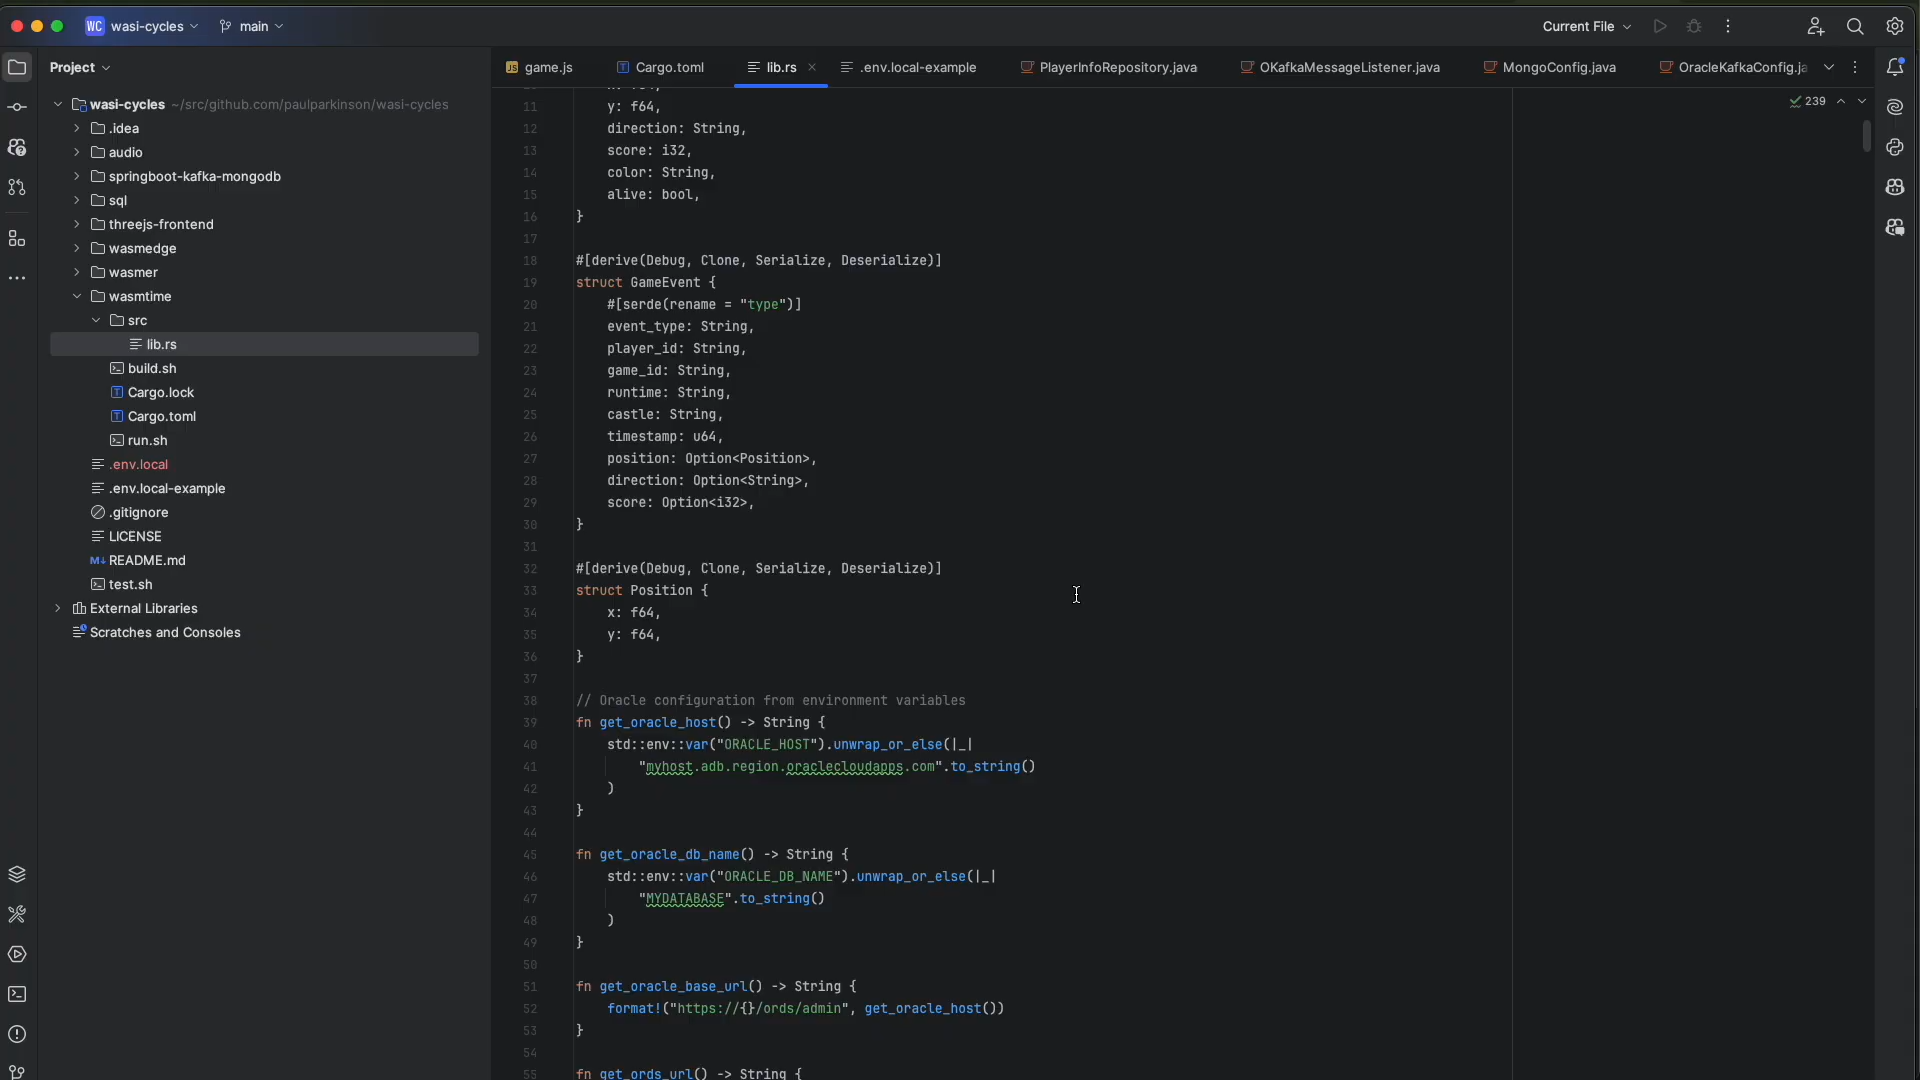 WC wasi-cycles main Current File
Project
game.js Cargo.toml lib.rs .env.local-example PlayerInfoRepository.java OKafkaMessageListener.java MongoConfig.java OracleKafkaConfig.ja
wasi-cycles ~/src/github.com/paulparkinson/wasi-cycles
.idea
audio
springboot-kafka-mongodb
sql
threejs-frontend
wasmedge
wasmer
wasmtime
src
lib.rs
build.sh
Cargo.lock
Cargo.toml
run.sh
.env.local
.env.local-example
.gitignore
LICENSE
README.md
test.sh
External Libraries
Scratches and Consoles
239
11 y: f64,
12 direction: String,
13 score: i32,
14 color: String,
15 alive: bool,
16 }
17
18 #[derive(Debug, Clone, Serialize, Deserialize)]
19 struct GameEvent {
20 #[serde(rename = "type")]
21 event_type: String,
22 player_id: String,
23 game_id: String,
24 runtime: String,
25 castle: String,
26 timestamp: u64,
27 position: Option<Position>,
28 direction: Option<String>,
29 score: Option<i32>,
30 }
31
32 #[derive(Debug, Clone, Serialize, Deserialize)]
33 struct Position {
34 x: f64,
35 y: f64,
36 }
37
38 // Oracle configuration from environment variables
39 fn get_oracle_host() -> String {
40 std::env::var("ORACLE_HOST").unwrap_or_else(|_|
41 "myhost.adb.region.oraclecloudapps.com".to_string()
42 )
43 }
44
45 fn get_oracle_db_name() -> String {
46 std::env::var("ORACLE_DB_NAME").unwrap_or_else(|_|
47 "MYDATABASE".to_string()
48 )
49 }
50
51 fn get_oracle_base_url() -> String {
52 format!("https://{}/ords/admin", get_oracle_host())
53 }
54
55 fn get_ords_url() -> String {